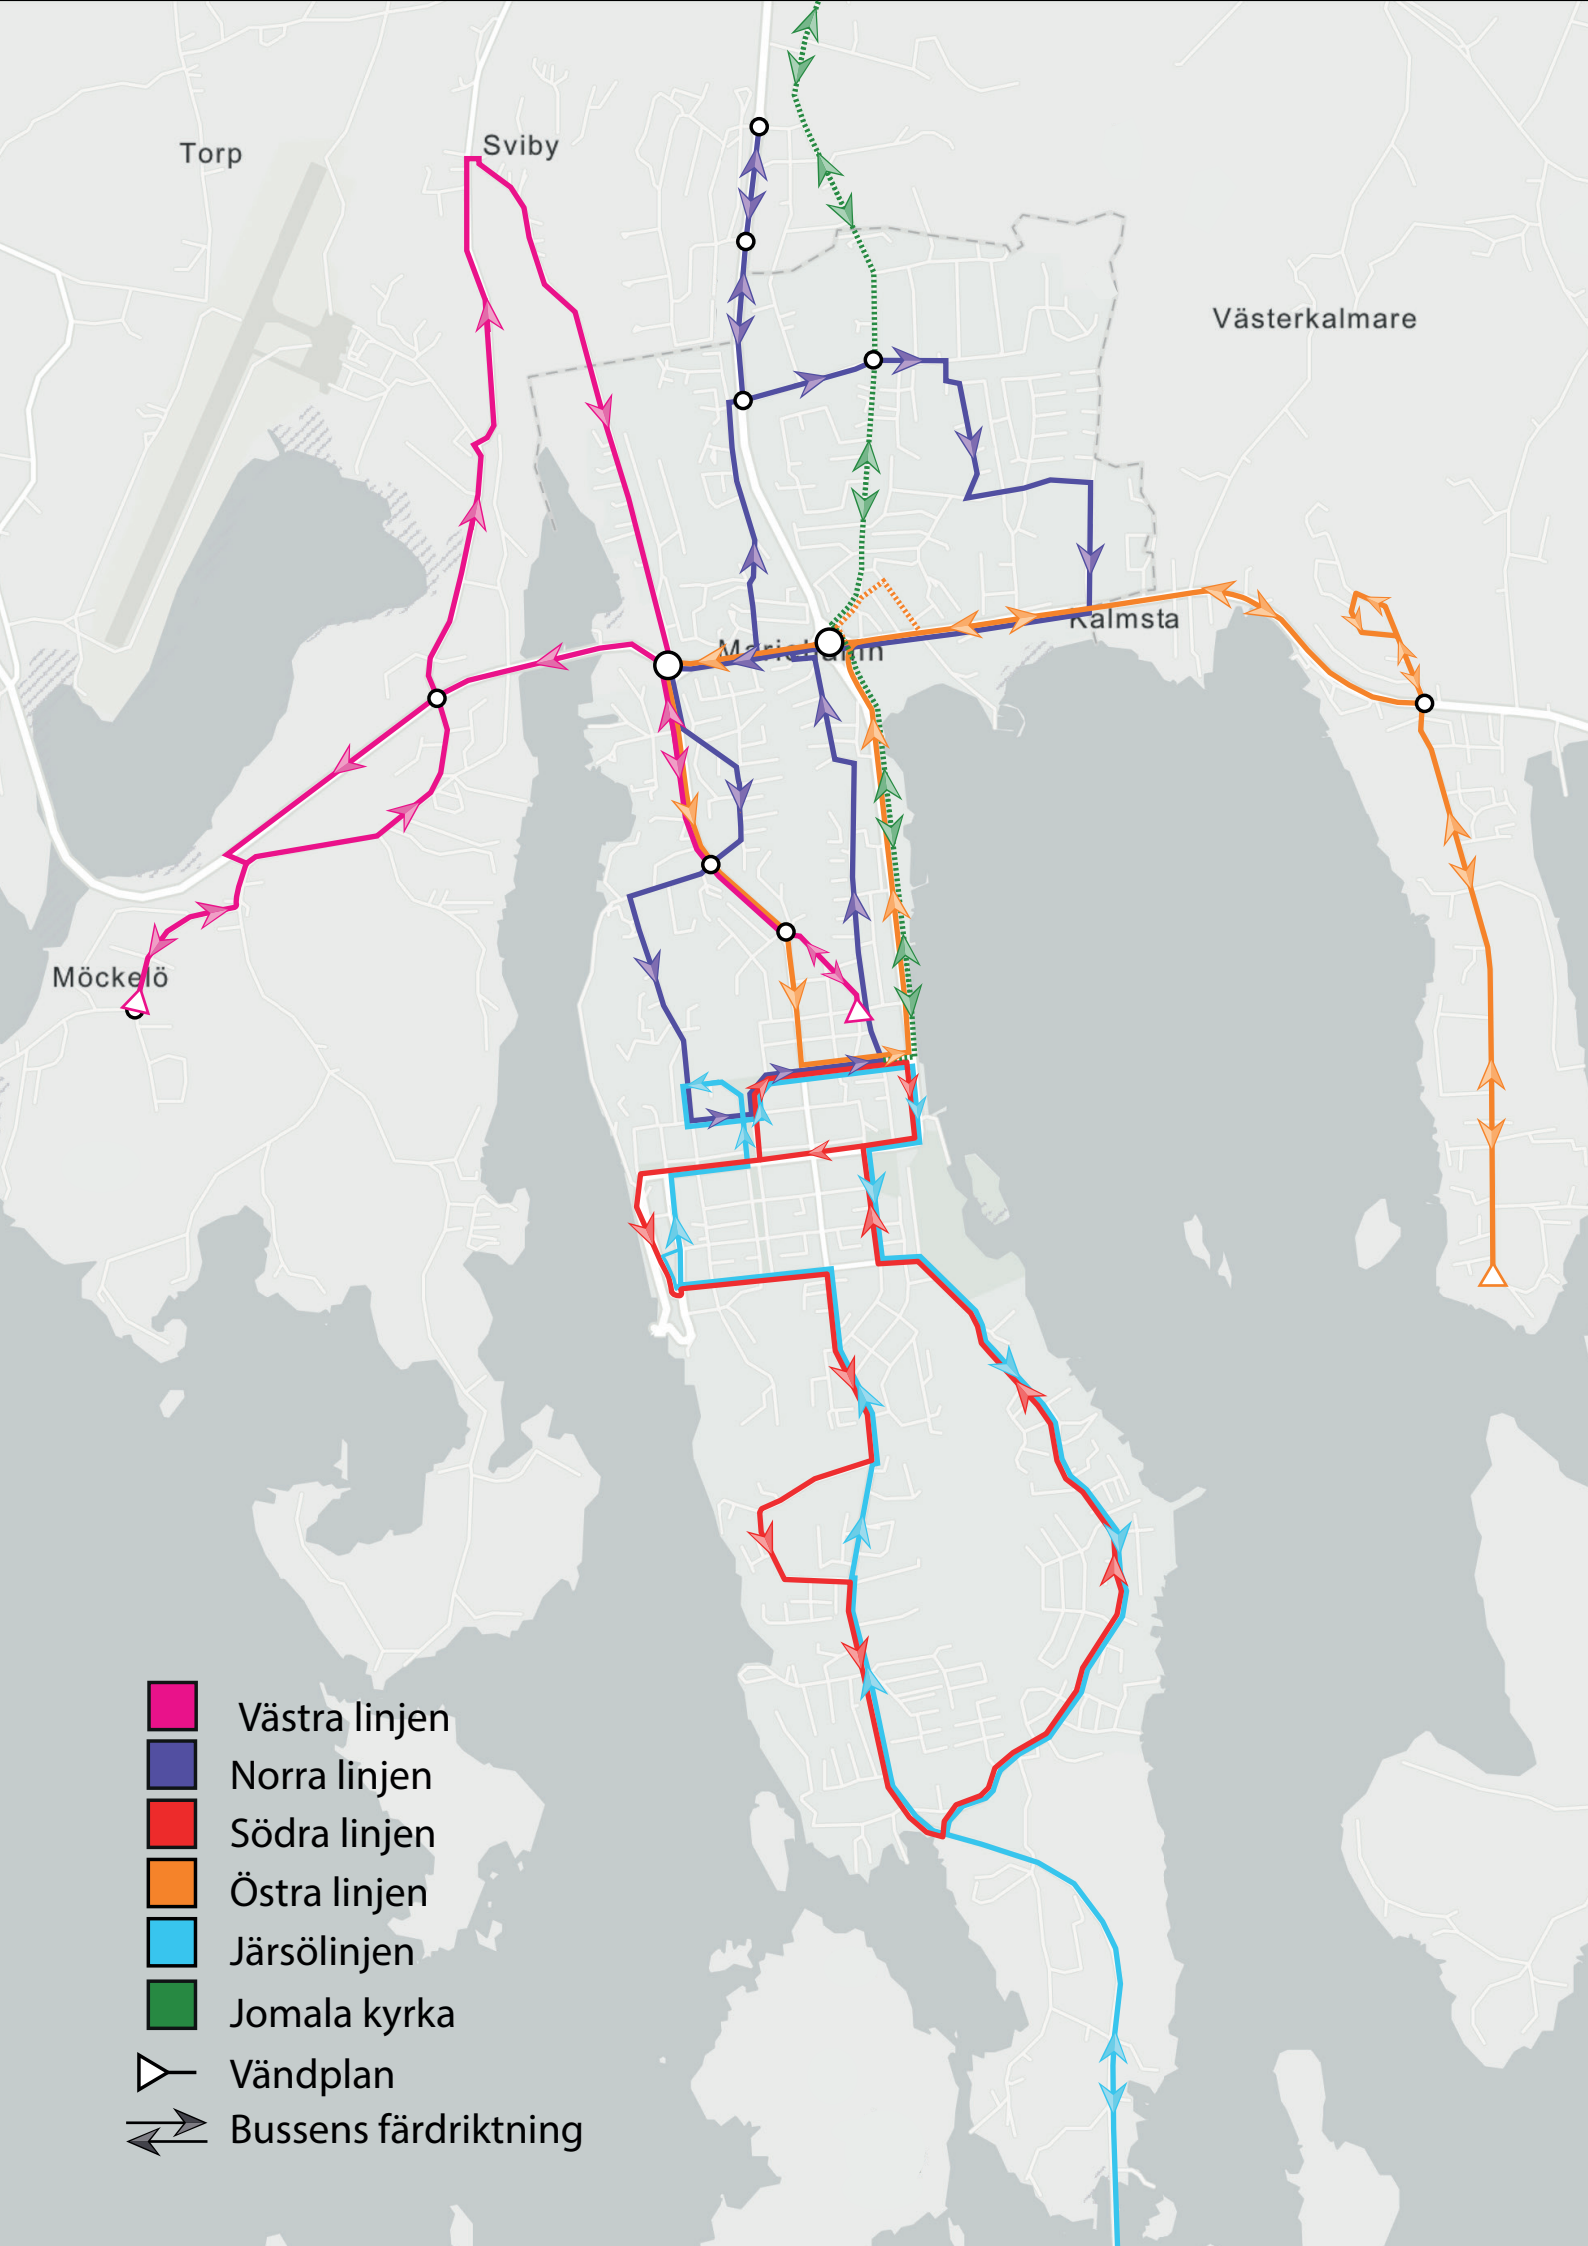 Sviby
Torp
Västerkalmare
Kalmsta
Mariehamn
Möckelö
Västra linjen
Norra linjen
Södra linjen
Östra linjen
Järsölinjen
Jomala kyrka
Vändplan
Bussens färdriktning